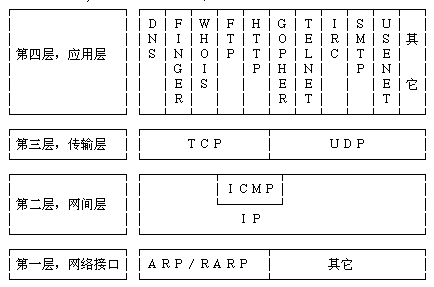 第四层，应用层
DNS
FINGER
WHOIS
FTP
HTTP
GOPHER
TELNET
IRC
SMTP
USENET
其它
第三层，传输层
TCP
UDP
第二层，网间层
ICMP
IP
第一层，网络接口
ARP/RARP
其它